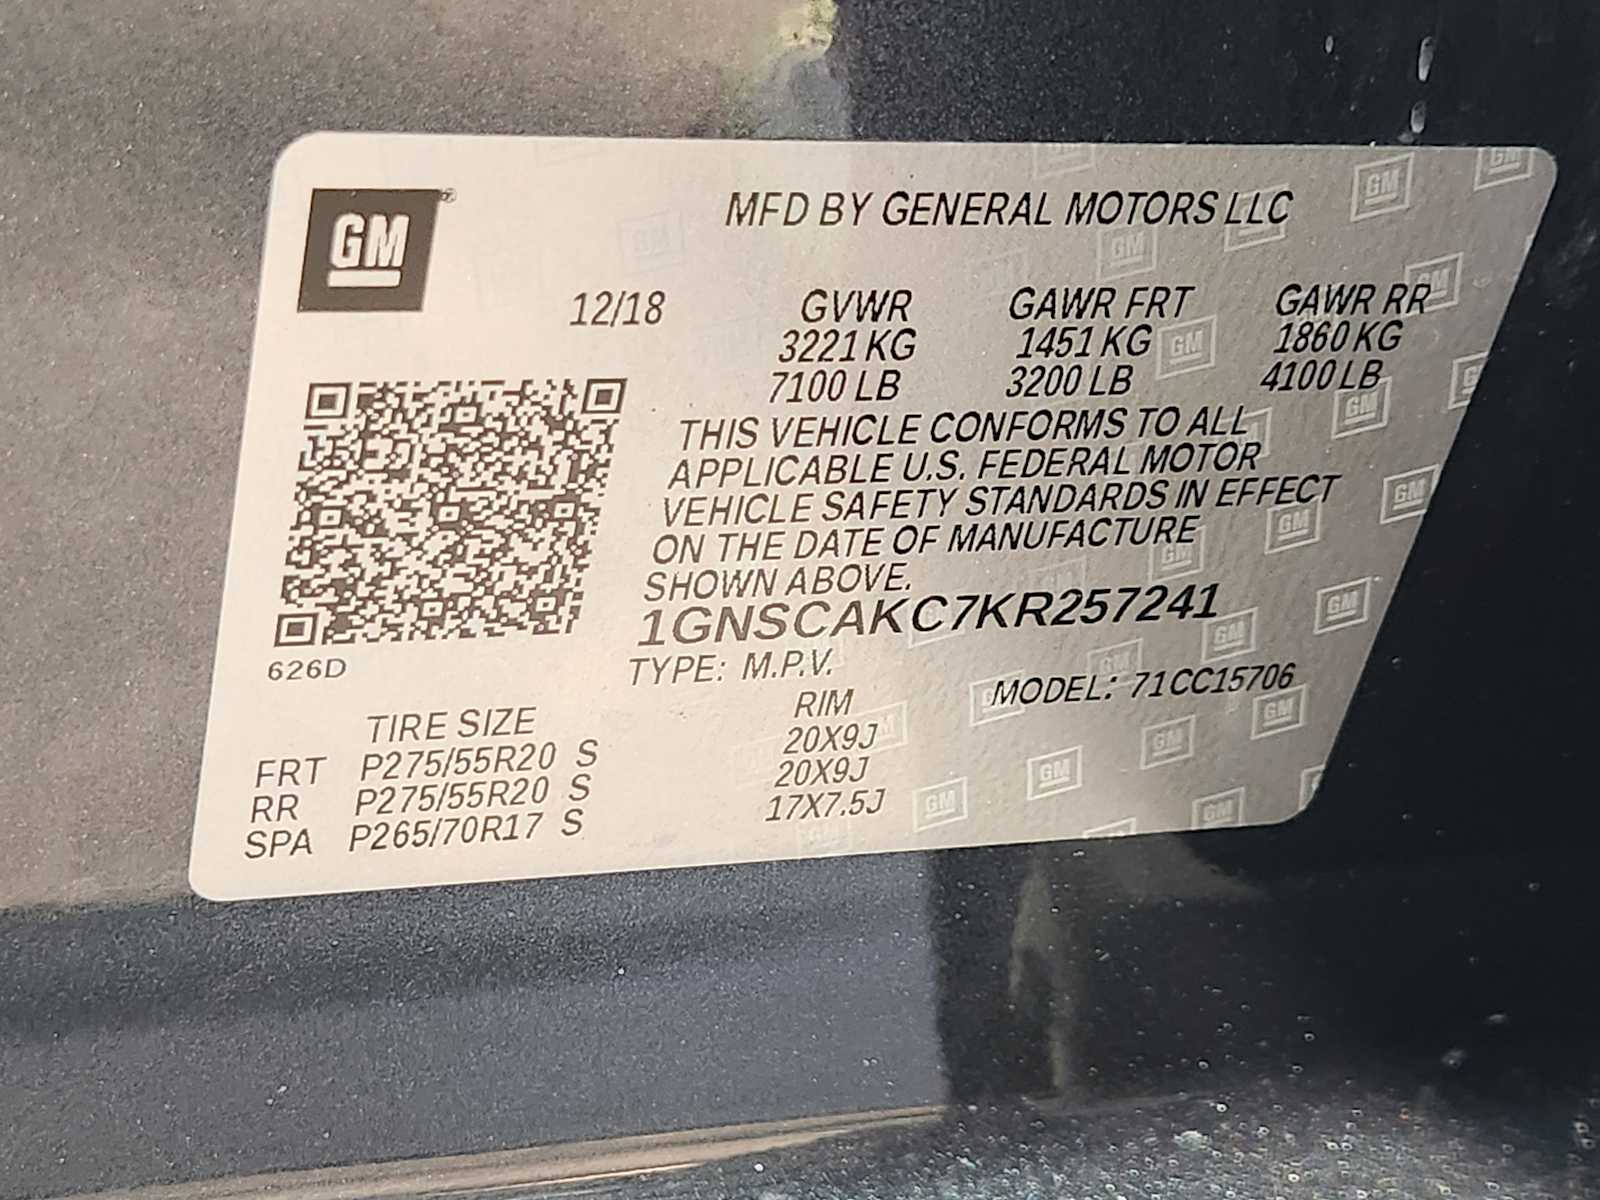 GM
MFD BY GENERAL MOTORS LLC
12/18 GVWR GAWR FRT GAWR RR
3221 KG 1451 KG 1860 KG
7100 LB 3200 LB 4100 LB
THIS VEHICLE CONFORMS TO ALL
APPLICABLE U.S. FEDERAL MOTOR
VEHICLE SAFETY STANDARDS IN EFFECT
ON THE DATE OF MANUFACTURE
SHOWN ABOVE.
1GNSCAKC7KR257241
626D
TYPE: M.P.V. MODEL: 71CC15706
TIRE SIZE RIM
FRT P275/55R20 S 20X9J
RR P275/55R20 S 20X9J
SPA P265/70R17 S 17X7.5J